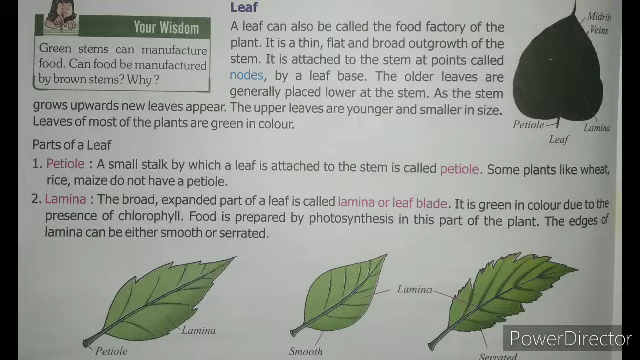 Your Wisdom
Green stems can manufacture
food. Can food be manufactured
by brown stems? Why?
Leaf
A leaf can also be called the food factory of the
plant. It is a thin, flat and broad outgrowth of the
stem. It is attached to the stem at points called
nodes, by a leaf base. The older leaves are
generally placed lower at the stem. As the stem
grows upwards new leaves appear. The upper leaves are younger and smaller in size.
Leaves of most of the plants are green in colour.
Midrib
Veins
Petiole
Lamina
Leaf
Parts of a Leaf
1. Petiole : A small stalk by which a leaf is attached to the stem is called petiole. Some plants like wheat,
rice, maize do not have a petiole.
2. Lamina : The broad, expanded part of a leaf is called lamina or leaf blade. It is green in colour due to the
presence of chlorophyll. Food is prepared by photosynthesis in this part of the plant. The edges of
lamina can be either smooth or serrated.
Lamina
Petiole
Lamina
Smooth
Serrated
PowerDirector